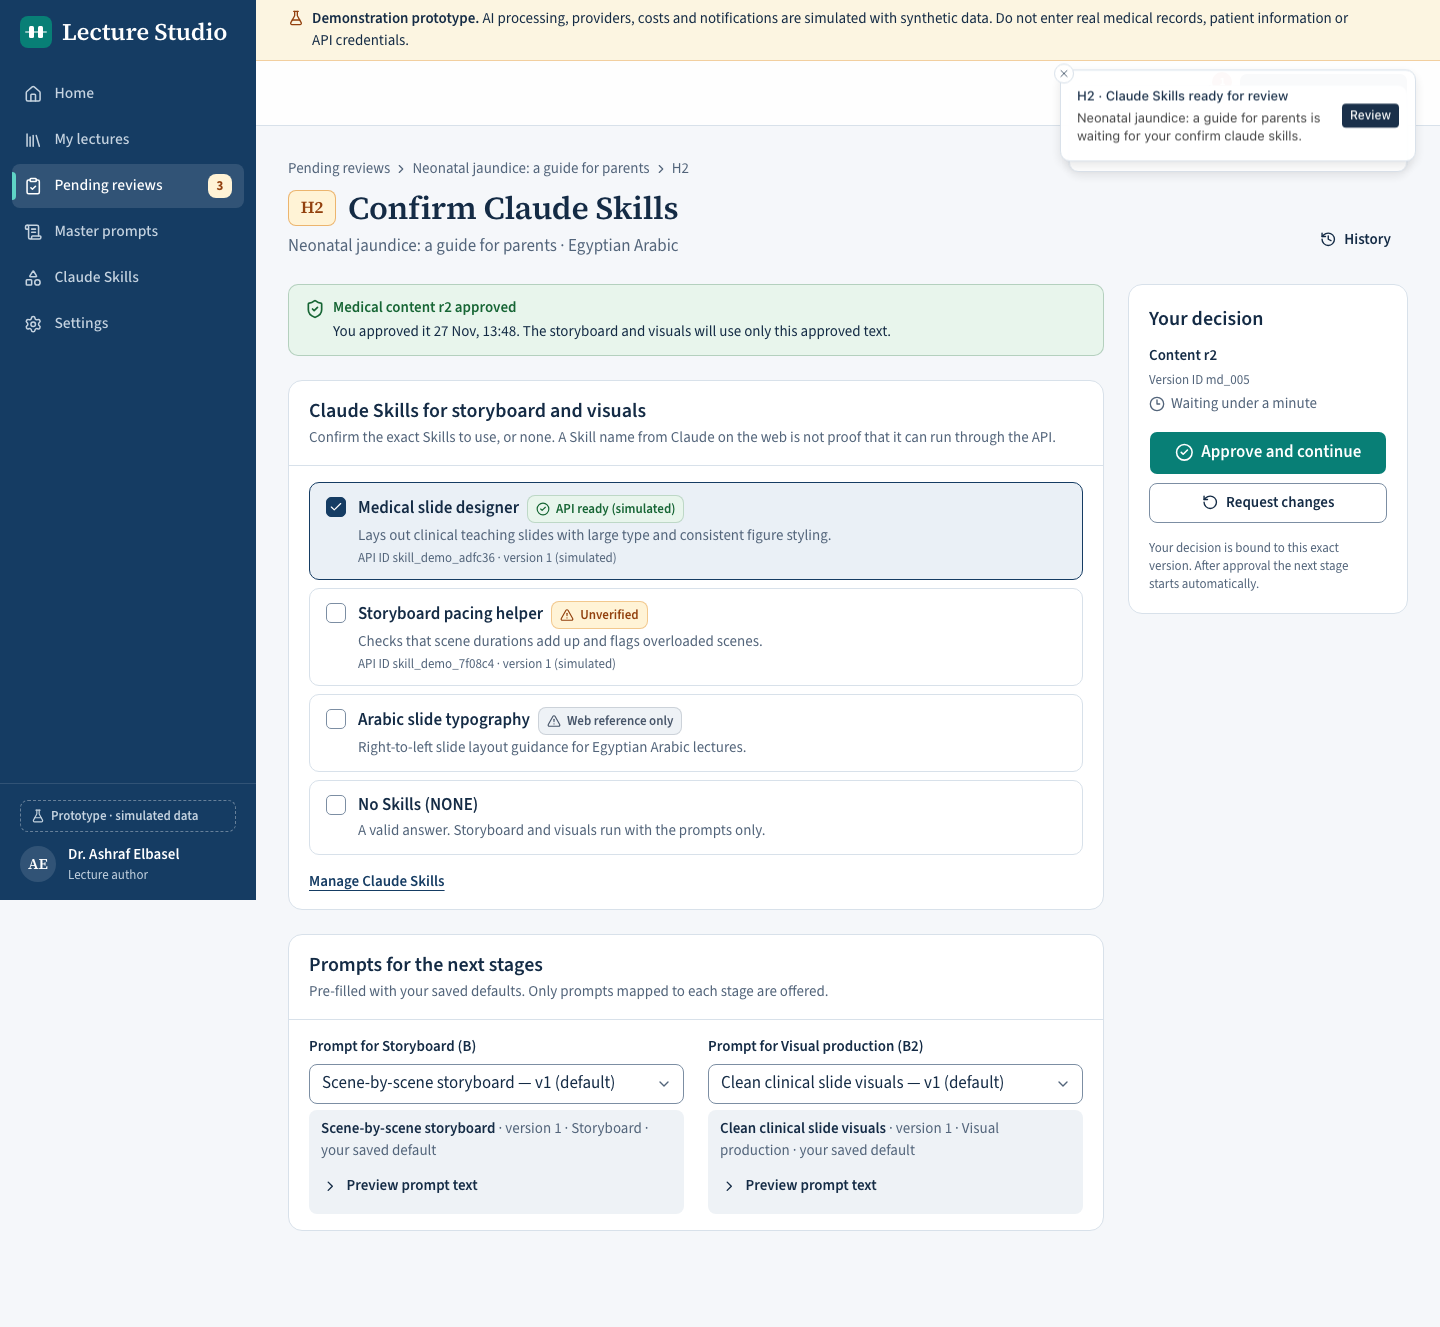 Lecture Studio
Home
My lectures
Pending reviews 3
Master prompts
Claude Skills
Settings
Prototype · simulated data
AE
Dr. Ashraf Elbasel
Lecture author
Demonstration prototype. AI processing, providers, costs and notifications are simulated with synthetic data. Do not enter real medical records, patient information or
API credentials.
H2 · Claude Skills ready for review
Neonatal jaundice: a guide for parents is
waiting for your confirm claude skills.
Review
Pending reviews > Neonatal jaundice: a guide for parents > H2
H2 Confirm Claude Skills
Neonatal jaundice: a guide for parents · Egyptian Arabic
History
Medical content r2 approved
You approved it 27 Nov, 13:48. The storyboard and visuals will use only this approved text.
Claude Skills for storyboard and visuals
Confirm the exact Skills to use, or none. A Skill name from Claude on the web is not proof that it can run through the API.
Medical slide designer API ready (simulated)
Lays out clinical teaching slides with large type and consistent figure styling.
API ID skill_demo_adfc36 · version 1 (simulated)
Storyboard pacing helper Unverified
Checks that scene durations add up and flags overloaded scenes.
API ID skill_demo_7f08c4 · version 1 (simulated)
Arabic slide typography Web reference only
Right-to-left slide layout guidance for Egyptian Arabic lectures.
No Skills (NONE)
A valid answer. Storyboard and visuals run with the prompts only.
Manage Claude Skills
Prompts for the next stages
Pre-filled with your saved defaults. Only prompts mapped to each stage are offered.
Prompt for Storyboard (B)
Scene-by-scene storyboard — v1 (default)
Scene-by-scene storyboard · version 1 · Storyboard ·
your saved default
Preview prompt text
Prompt for Visual production (B2)
Clean clinical slide visuals — v1 (default)
Clean clinical slide visuals · version 1 · Visual
production · your saved default
Preview prompt text
Your decision
Content r2
Version ID md_005
Waiting under a minute
Approve and continue
Request changes
Your decision is bound to this exact
version. After approval the next stage
starts automatically.